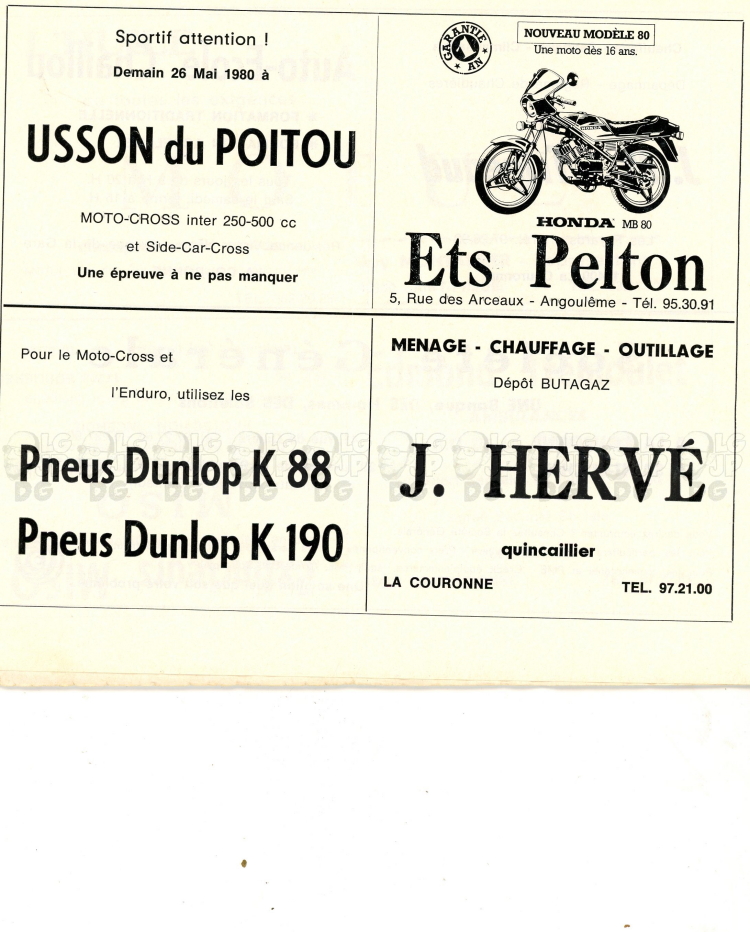 Sportif attention !
Demain 26 Mai 1980 à
USSON du POITOU
MOTO-CROSS inter 250-500 cc
et Side-Car-Cross
Une épreuve à ne pas manquer
GARANTIE
1 AN
NOUVEAU MODÈLE 80
Une moto dès 16 ans.
HONDA
HONDA MB 80
Ets Pelton
5, Rue des Arceaux - Angoulême - Tél. 95.30.91
Pour le Moto-Cross et
l'Enduro, utilisez les
Pneus Dunlop K 88
Pneus Dunlop K 190
MENAGE - CHAUFFAGE - OUTILLAGE
Dépôt BUTAGAZ
J. HERVÉ
quincaillier
LA COURONNE
TEL. 97.21.00